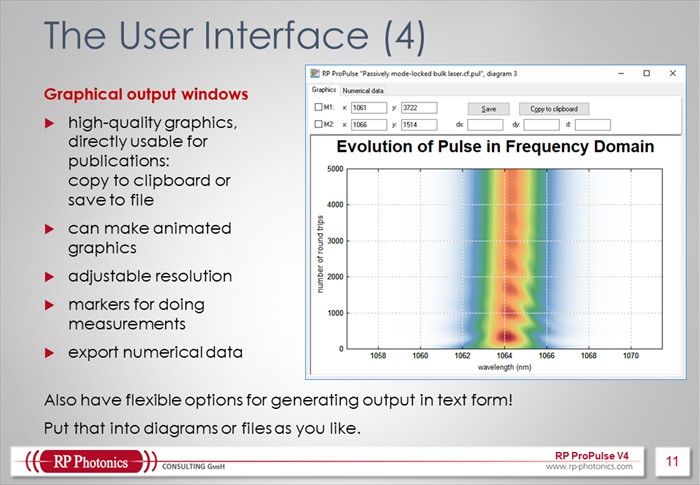 The User Interface (4)
Graphical output windows
high-quality graphics,
directly usable for
publications:
copy to clipboard or
save to file
can make animated
graphics
adjustable resolution
markers for doing
measurements
export numerical data
RP ProPulse "Passively mode-locked bulk laser.cf.pul", diagram 3
Graphics Numerical data
M1: x: 1061 y: 3722 Save Copy to clipboard
M2: x: 1066 y: 1514 dx: dy: d:
Evolution of Pulse in Frequency Domain
5000
4000
3000
2000
1000
0
number of round trips
1058 1060 1062 1064 1066 1068 1070
wavelength (nm)
Also have flexible options for generating output in text form!
Put that into diagrams or files as you like.
RP Photonics CONSULTING GmbH
RP ProPulse V4
www.rp-photonics.com
11